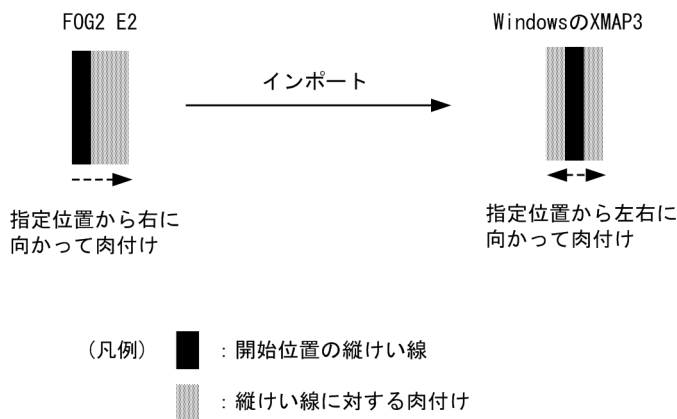 FOG2 E2
WindowsのXMAP3
インポート
指定位置から右に
向かって肉付け
指定位置から左右に
向かって肉付け
(凡例)
：開始位置の縦けい線
：縦けい線に対する肉付け